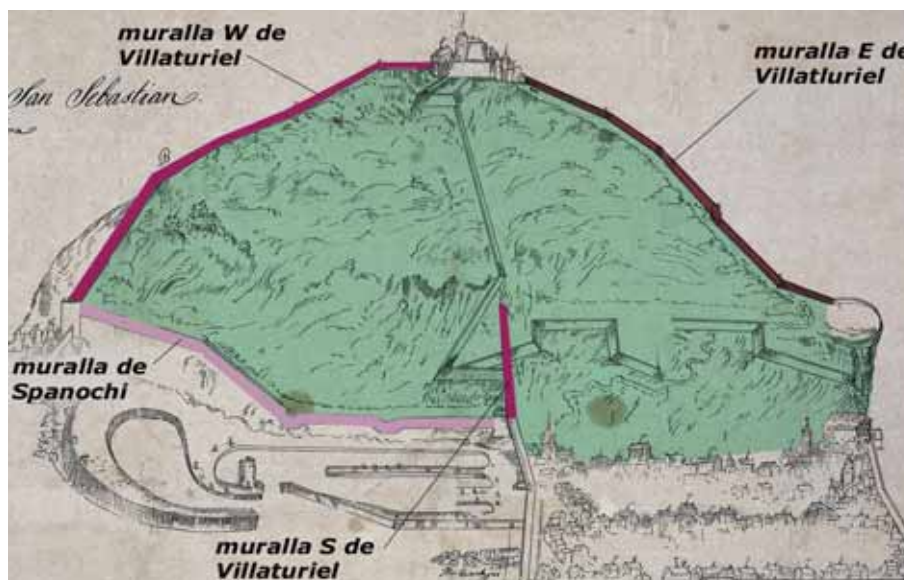 muralla W de
Villaturiel
muralla E de
Villatluriel
San Sebastian.
B
muralla de
Spanochi
muralla S de
Villaturiel